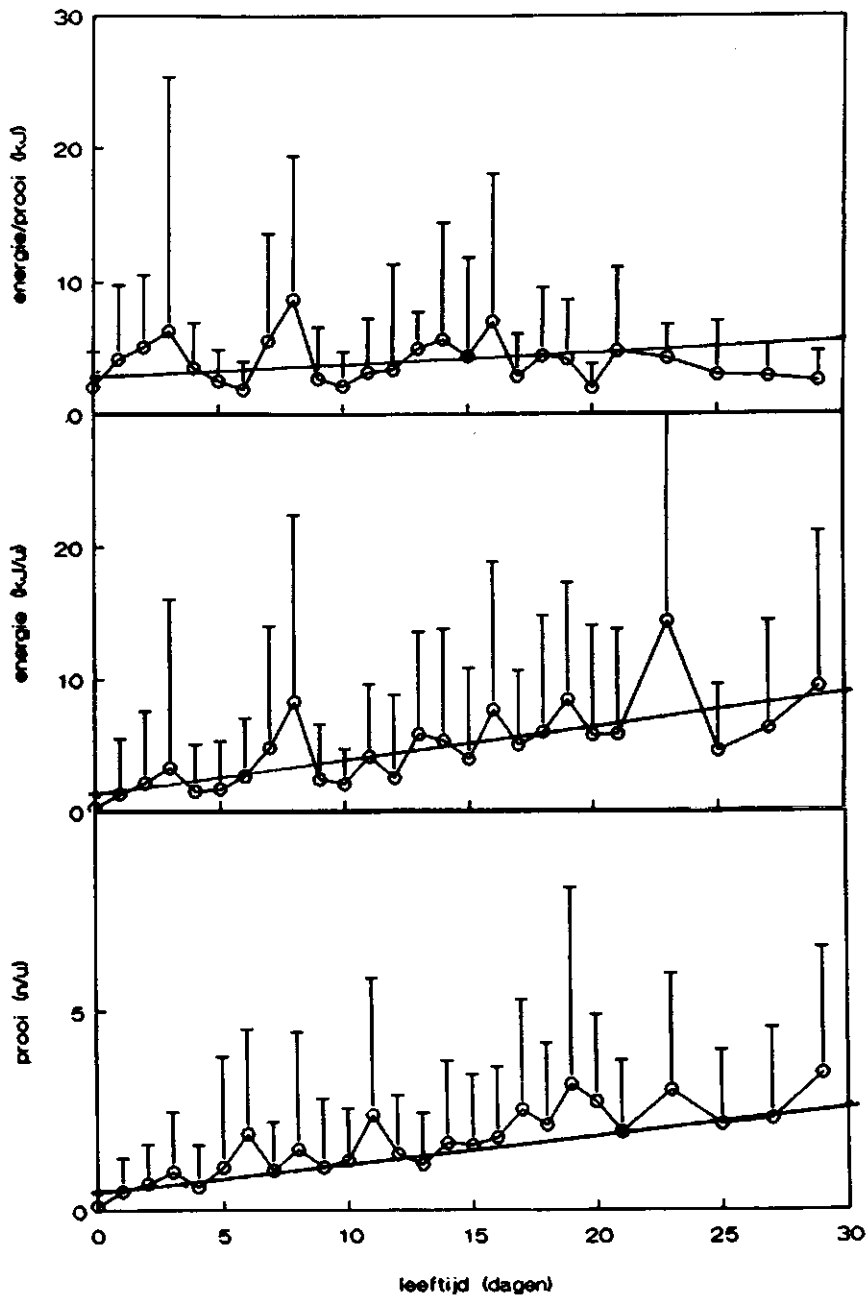 30
20
10
energie/prooi (kJ)
.0
20
10
0
energie (kJ/u)
5
0
prooi (n/u)
0 5 10 15 20 25 30
leeftijd (dagen)